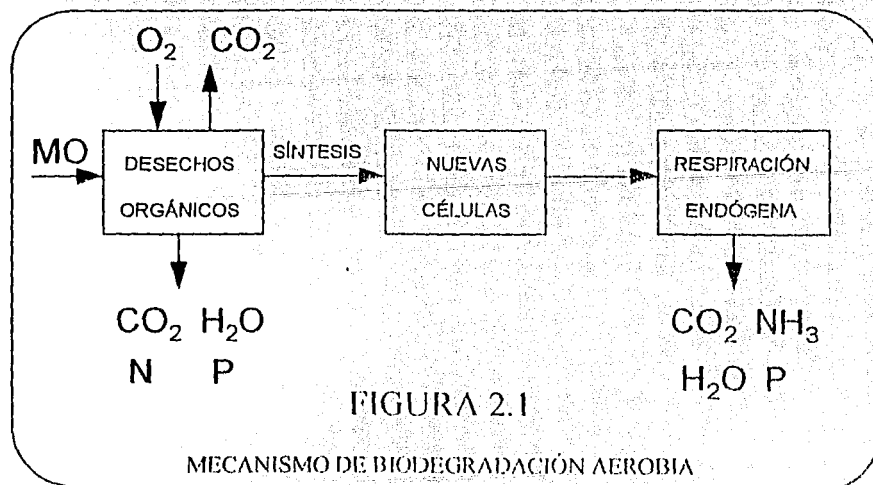 O₂ CO₂
MO
DESECHOS
ORGÁNICOS
SÍNTESIS
NUEVAS
CÉLULAS
RESPIRACIÓN
ENDÓGENA
CO₂ H₂O
N P
CO₂ NH₃
H₂O P
FIGURA 2.1
MECANISMO DE BIODEGRADACIÓN AEROBIA